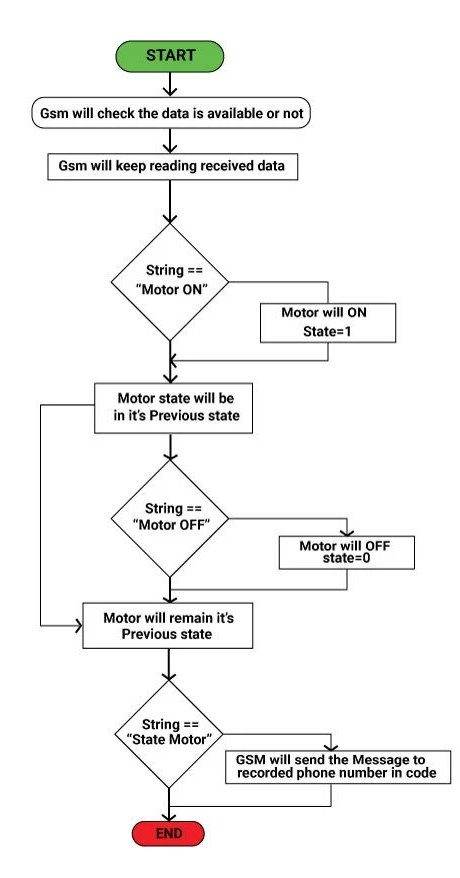 START
Gsm will check the data is available or not
Gsm will keep reading received data
String ==
“Motor ON”
Motor will ON
State=1
Motor state will be
in it's Previous state
String ==
“Motor OFF”
Motor will OFF
state=0
Motor will remain it's
Previous state
String ==
“State Motor”
GSM will send the Message to
recorded phone number in code
END